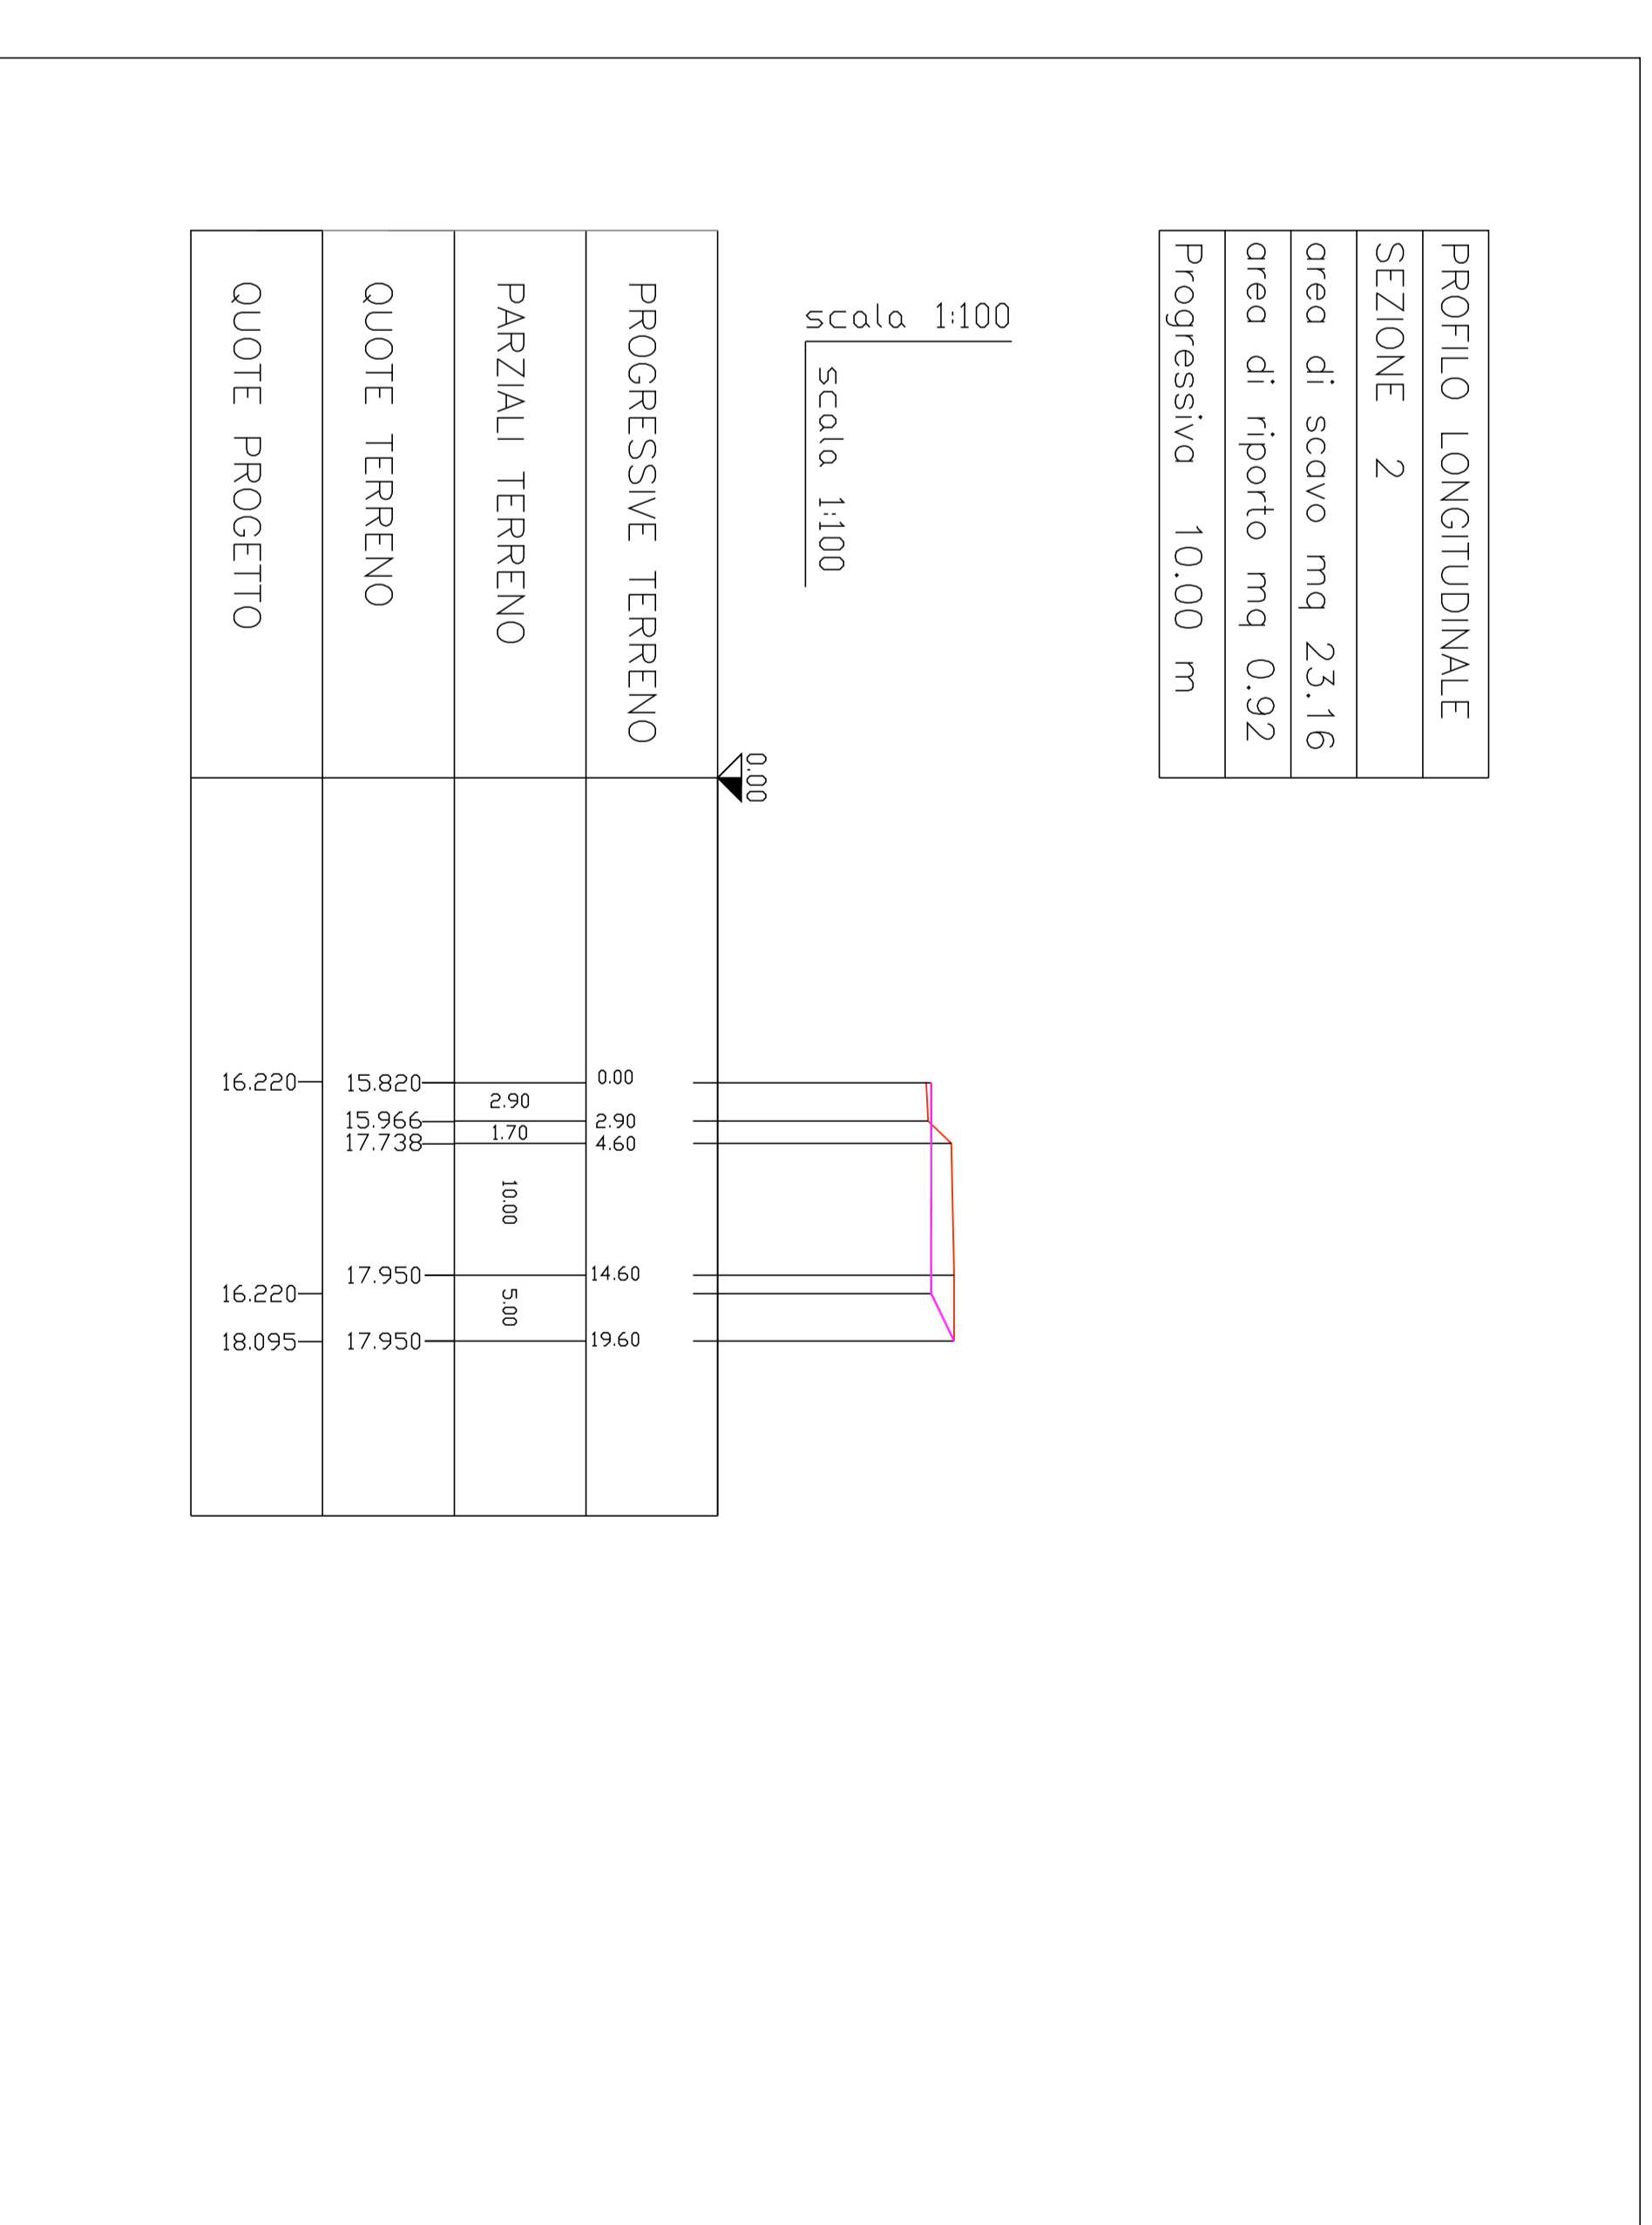 PROFILO LONGITUDINALE
SEZIONE 2
area di scavo mq 23.16
area di riporto mq 0.92
Progressiva 10.00 m
scala 1:100
scala 1:100
0.00
PROGRESSIVE TERRENO
0.00
2.90
4.60
14.60
19.60
PARZIALI TERRENO
2.90
1.70
10.00
5.00
QUOTE TERRENO
15.820
15.966
17.738
17.950
17.950
QUOTE PROGETTO
16.220
16.220
18.095